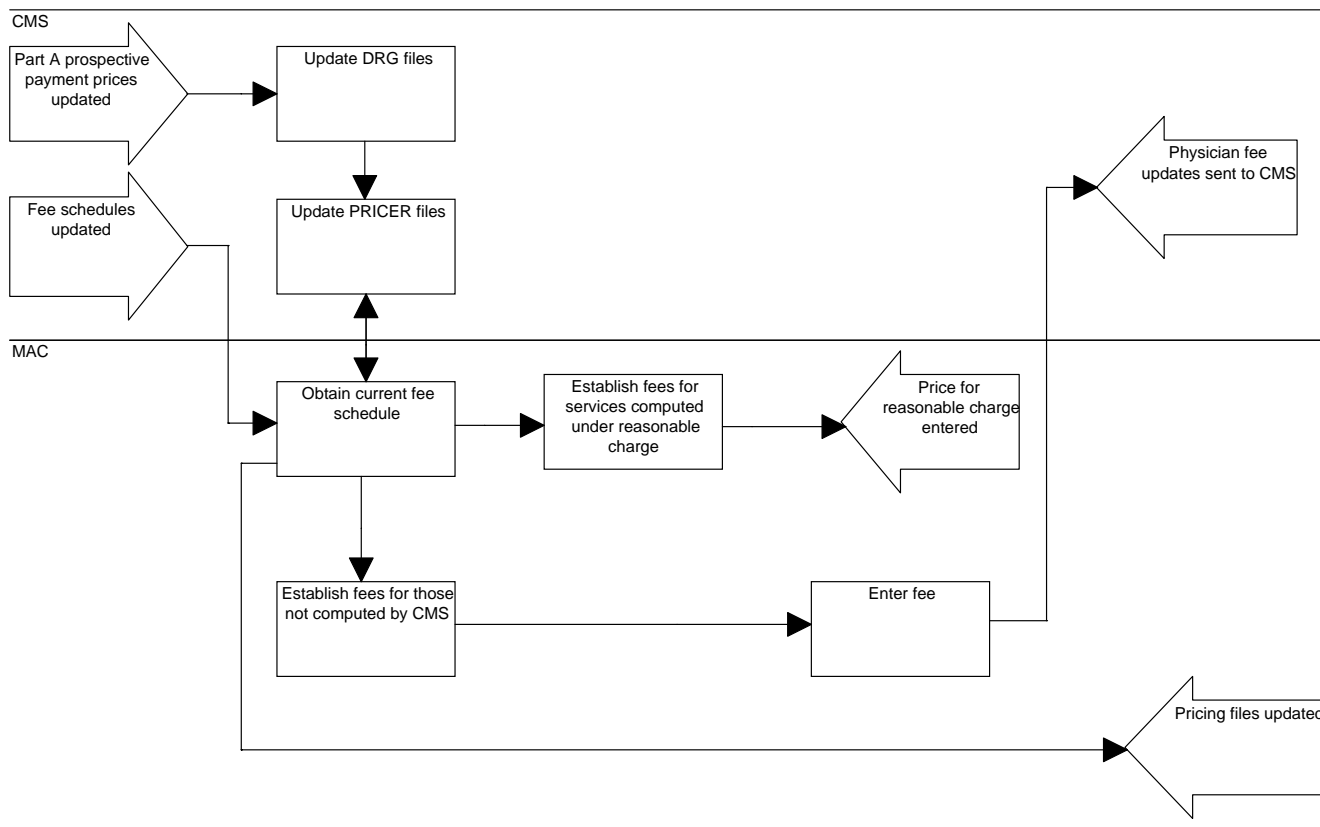 CMS
Part A prospective
payment prices
updated
Update DRG files
Physician fee
updates sent to CMS
Fee schedules
updated
Update PRICER files
MAC
Obtain current fee
schedule
Establish fees for
services computed
under reasonable
charge
Price for
reasonable charge
entered
Establish fees for those
not computed by CMS
Enter fee
Pricing files updated